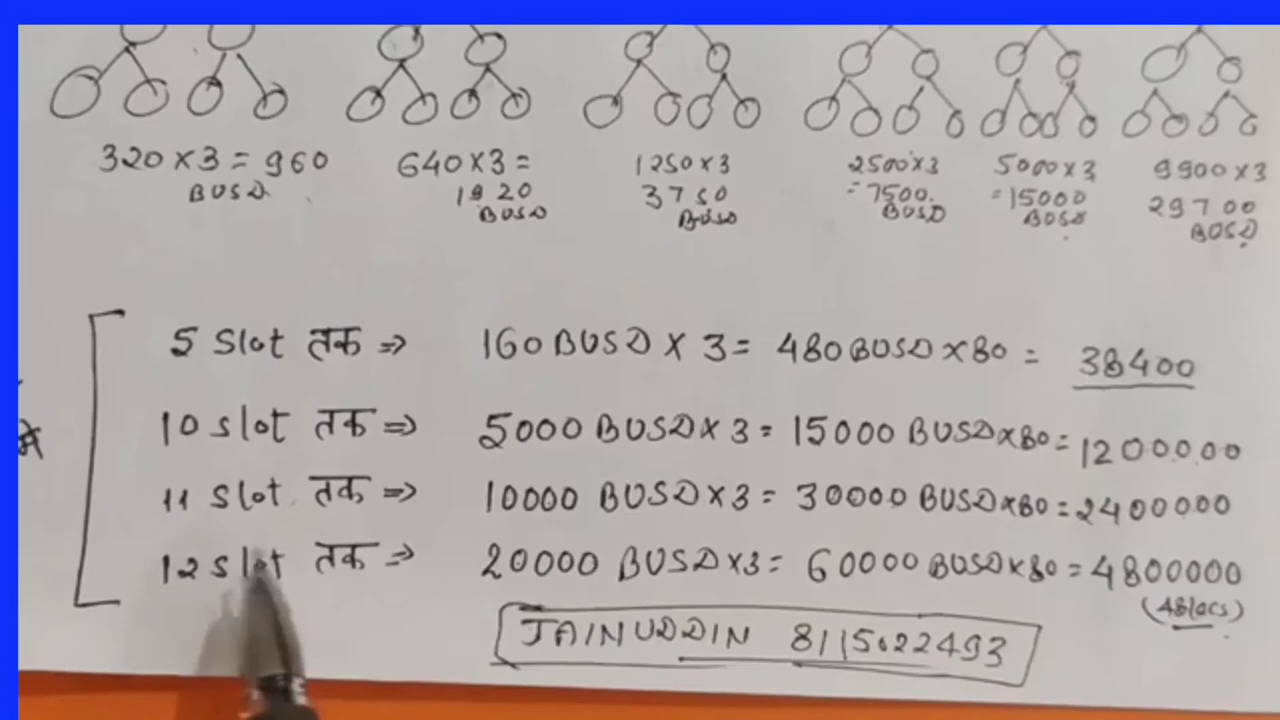 320 X 3 = 960
BUSD
640 X 3 =
1920
BUSD
1250 X 3
3750
BUSD
2500 X 3
= 7500.
BUSD
5000 X 3
= 15000
BUSD
9900 X 3
29700
BUSD
में
5 Slot तक => 160 BUSD X 3 = 480 BUSD X 80 = 38400
10 slot तक => 5000 BUSD X 3 = 15000 BUSD X 80 = 1200000
11 slot तक => 10000 BUSD X 3 = 30000 BUSD X 80 = 2400000
12 slot तक => 20000 BUSD X 3 = 60000 BUSD X 80 = 4800000
(48 lacs)
JAINUDDIN 8115022493